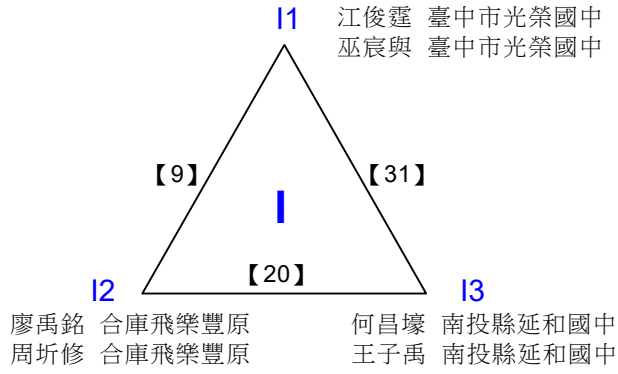 I1
江俊霆 臺中市光榮國中
巫宸與 臺中市光榮國中
【9】
【31】
I
【20】
I2
I3
廖禹銘 合庫飛樂豐原
周圻修 合庫飛樂豐原
何昌壕 南投縣延和國中
王子禹 南投縣延和國中